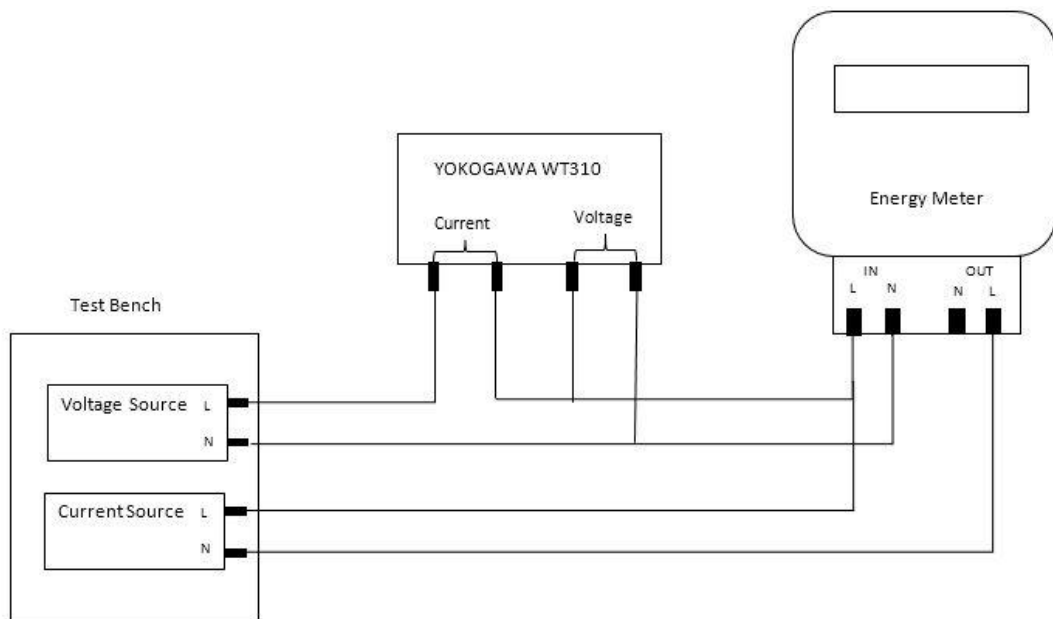 YOKOGAWA WT310
Current
Voltage
Energy Meter
IN
OUT
L
N
N
L
Test Bench
Voltage Source
L
N
Current Source
L
N